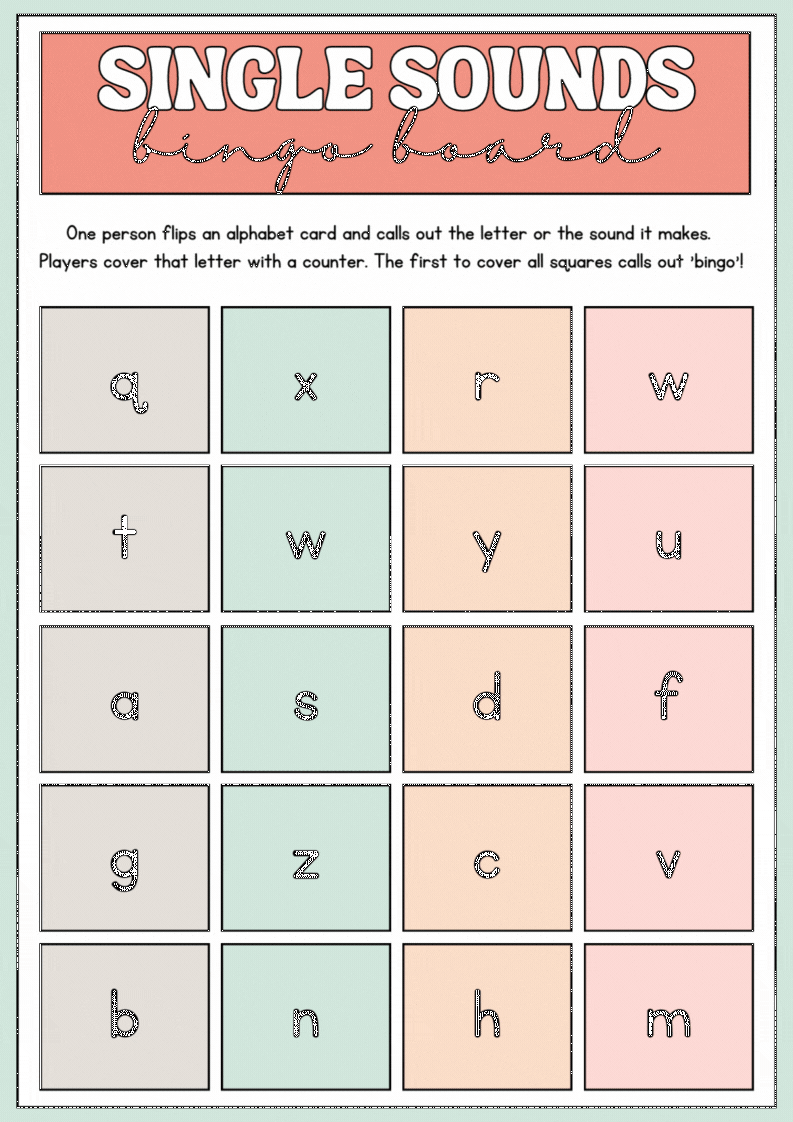 SINGLE SOUNDS
bingo board
One person flips an alphabet card and calls out the letter or the sound it makes.
Players cover that letter with a counter. The first to cover all squares calls out 'bingo'!
q x r w
t w y u
a s d f
g z c v
b n h m